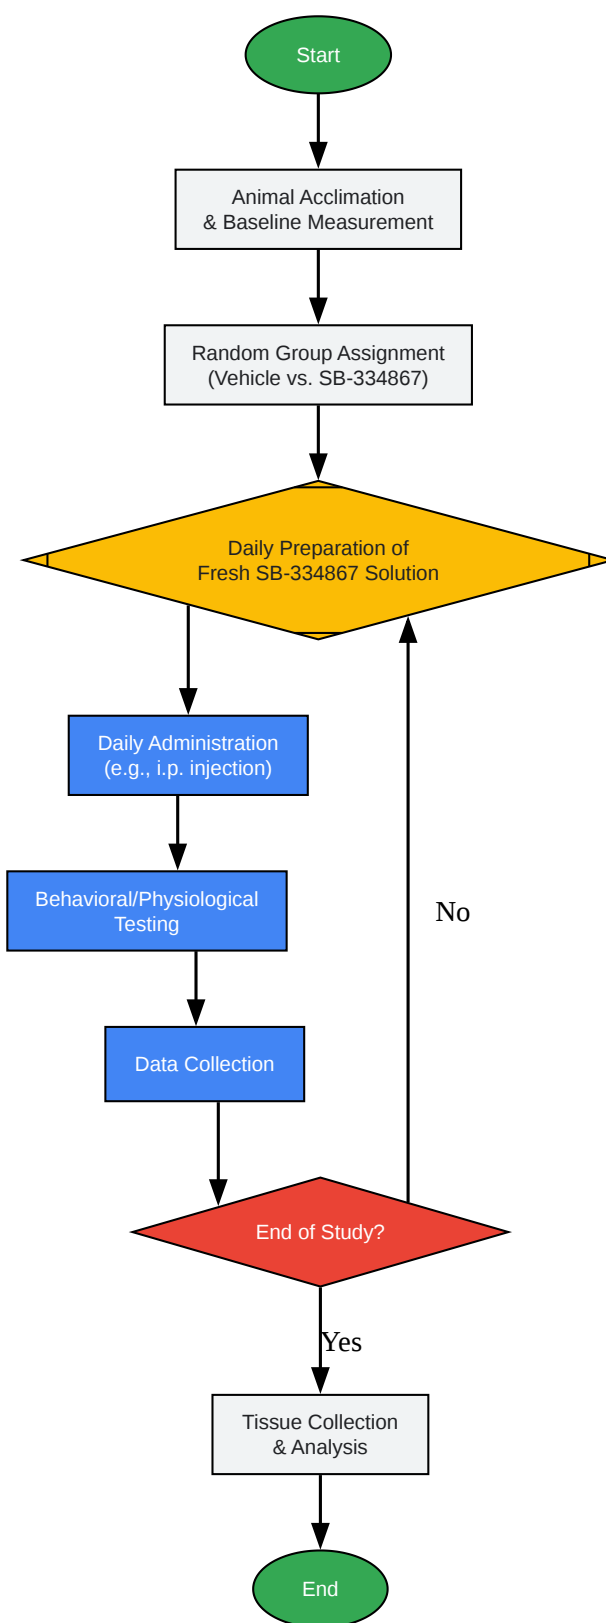 Start
Animal Acclimation
& Baseline Measurement
Random Group Assignment
(Vehicle vs. SB-334867)
Daily Preparation of
Fresh SB-334867 Solution
Daily Administration
(e.g., i.p. injection)
Behavioral/Physiological
Testing
No
Data Collection
End of Study?
Yes
Tissue Collection
& Analysis
End